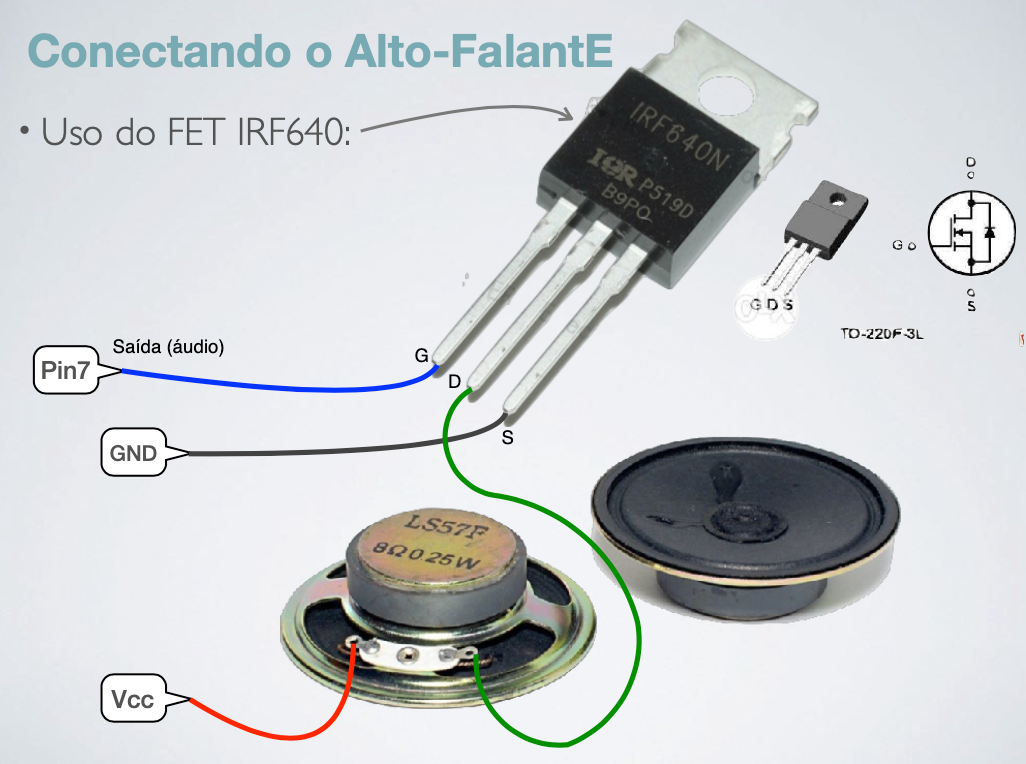 Conectando o Alto-FalantE
• Uso do FET IRF640:
IRF640N
IOR P519D
B9PQ
D
G
S
G D S
TO-220F-3L
Saída (áudio)
Pin7
G
D
S
GND
LS57F
8Ω 0 25W
Vcc